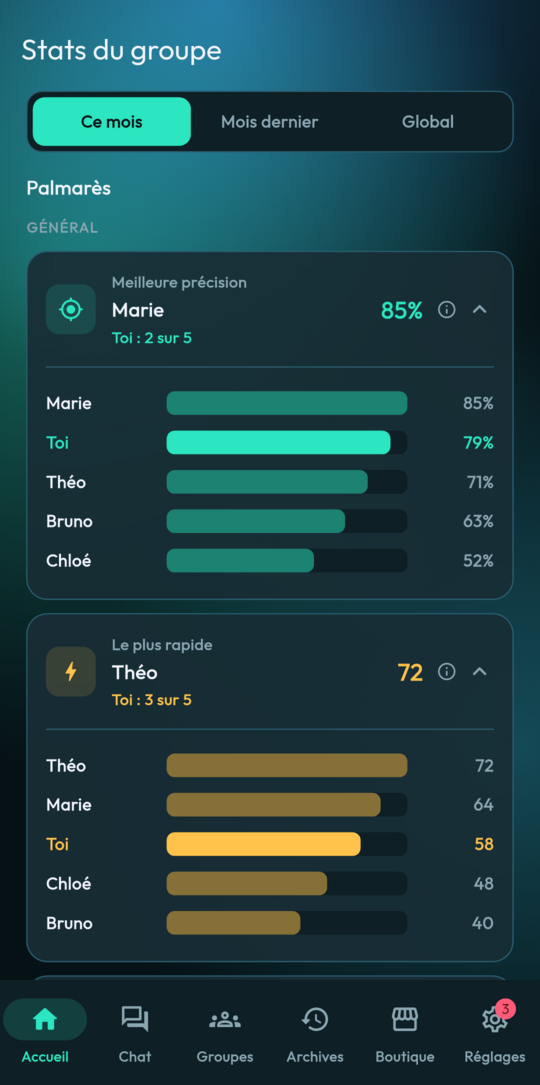 Stats du groupe
Ce mois
Mois dernier
Global
Palmarès
GÉNÉRAL
Meilleure précision
Marie
85%
Toi : 2 sur 5
Marie 85%
Toi 79%
Théo 71%
Bruno 63%
Chloé 52%
Le plus rapide
Théo
72
Toi : 3 sur 5
Théo 72
Marie 64
Toi 58
Chloé 48
Bruno 40
3
Accueil
Chat
Groupes
Archives
Boutique
Réglages